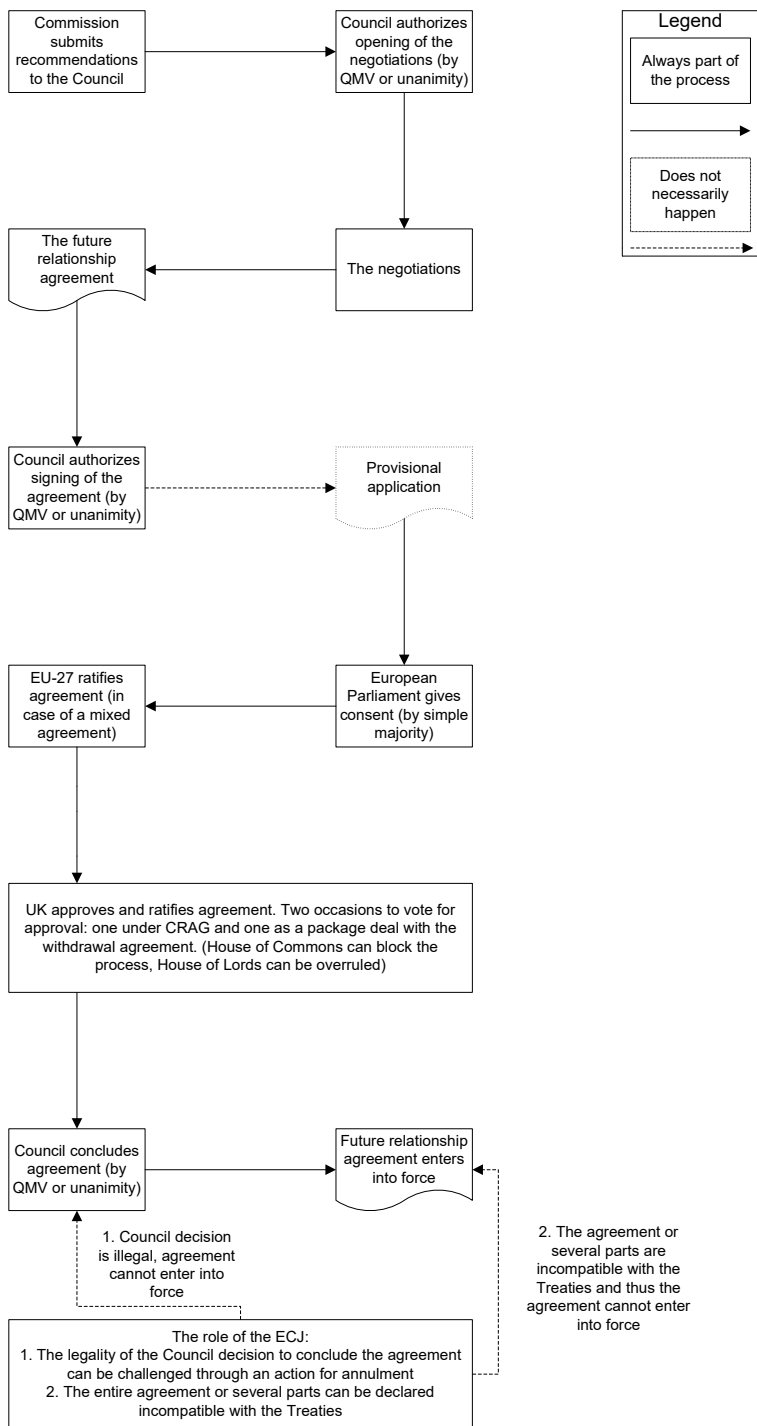 Commission
submits
recommendations
to the Council
Council authorizes
opening of the
negotiations (by
QMV or unanimity)
Legend
Always part of
the process
Does not
necessarily
happen
The future
relationship
agreement
The negotiations
Council authorizes
signing of the
agreement (by
QMV or unanimity)
Provisional
application
EU-27 ratifies
agreement (in
case of a mixed
agreement)
European
Parliament gives
consent (by simple
majority)
UK approves and ratifies agreement. Two occasions to vote for
approval: one under CRAG and one as a package deal with the
withdrawal agreement. (House of Commons can block the
process, House of Lords can be overruled)
Council concludes
agreement (by
QMV or unanimity)
Future relationship
agreement enters
into force
1. Council decision
is illegal, agreement
cannot enter into
force
2. The agreement or
several parts are
incompatible with the
Treaties and thus the
agreement cannot enter
into force
The role of the ECJ:
1. The legality of the Council decision to conclude the agreement
can be challenged through an action for annulment
2. The entire agreement or several parts can be declared
incompatible with the Treaties